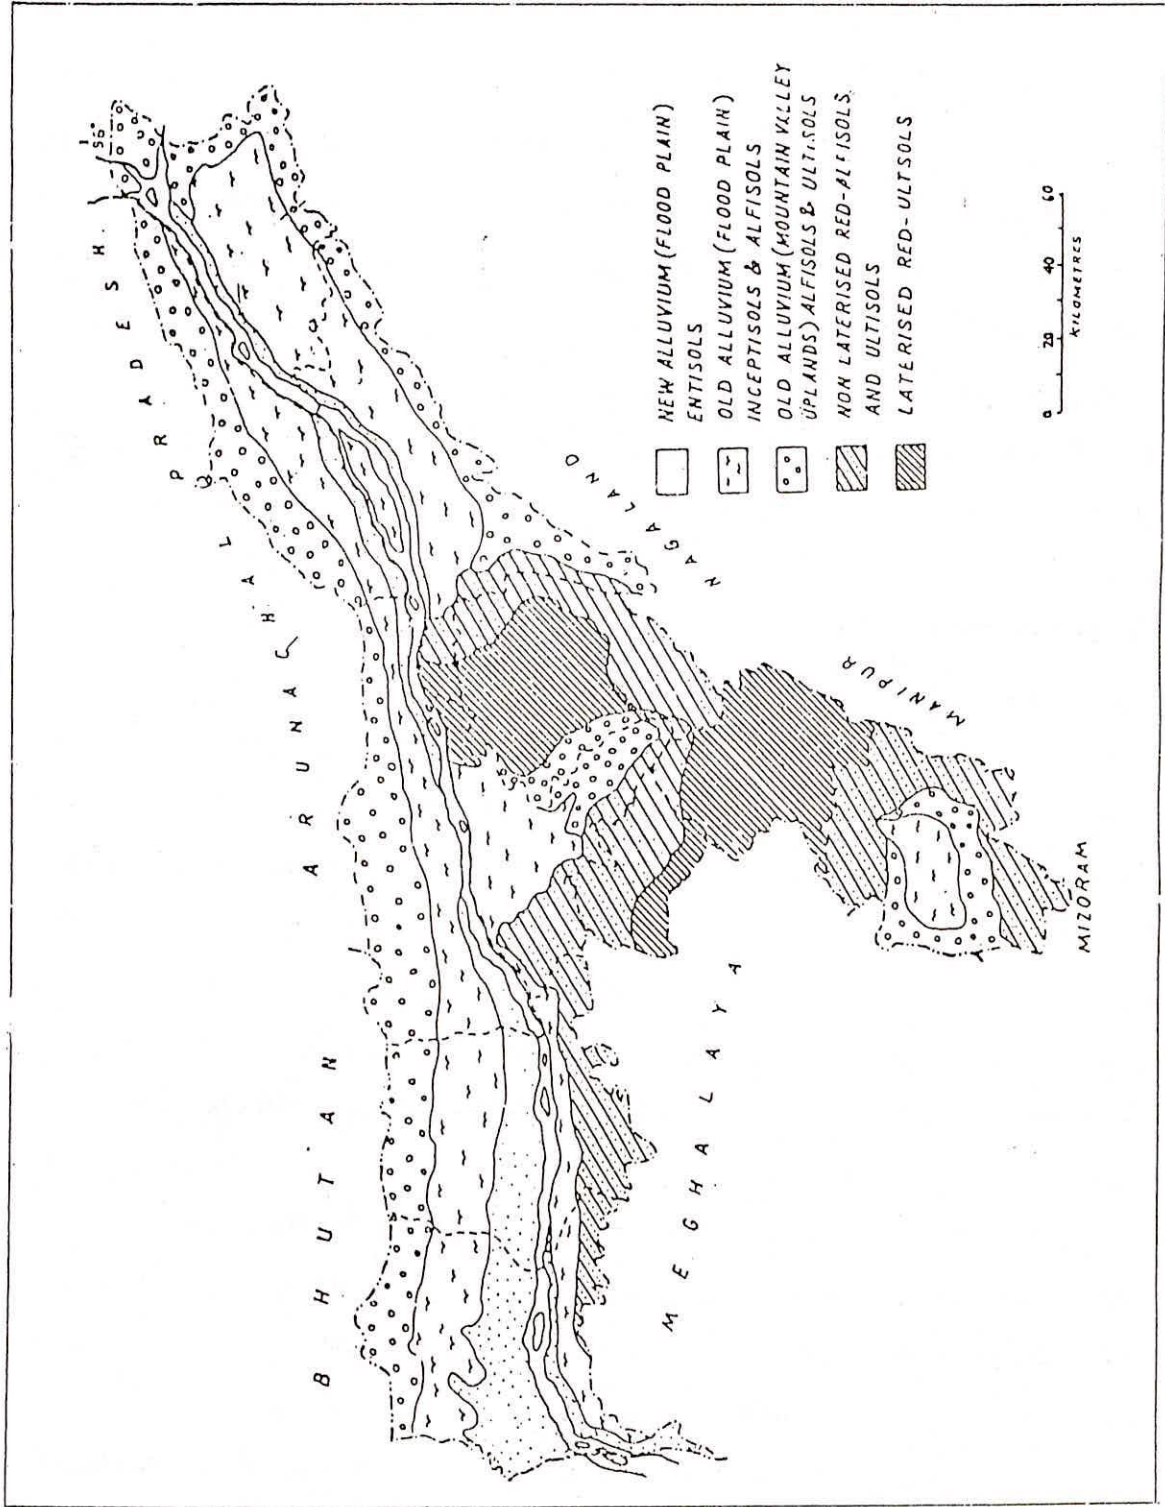 BHUTAN
ARUNACHAL PRADESH
NAGALAND
MANIPUR
MIZORAM
MEGHALAYA
NEW ALLUVIUM (FLOOD PLAIN)
ENTISOLS
OLD ALLUVIUM (FLOOD PLAIN)
INCEPTISOLS & ALFISOLS
OLD ALLUVIUM (MOUNTAIN VLLEY
UPLANDS) ALFISOLS & ULTISOLS
NON LATERISED RED-ALFISOLS
AND ULTISOLS
LATERISED RED-ULTSOLS
0 20 40 60
KILOMETRES